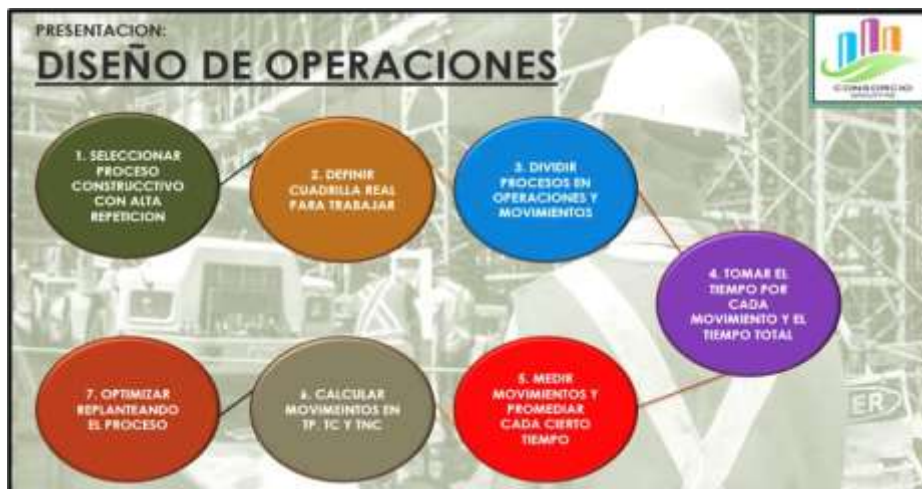 PRESENTACION:
DISEÑO DE OPERACIONES
CONSORCIO
1. SELECCIONAR
PROCESO
CONSTRUCCTIVO
CON ALTA
REPETICION
2. DEFINIR
CUADRILLA REAL
PARA TRABAJAR
3. DIVIDIR
PROCESOS EN
OPERACIONES Y
MOVIMIENTOS
4. TOMAR EL
TIEMPO POR
CADA
MOVIMIENTO Y EL
TIEMPO TOTAL
5. MEDIR
MOVIMIENTOS Y
PROMEDIAR
CADA CIERTO
TIEMPO
6. CALCULAR
MOVIMEINTOS EN
TP, TC Y TNC
7. OPTIMIZAR
REPLANTEANDO
EL PROCESO
ER